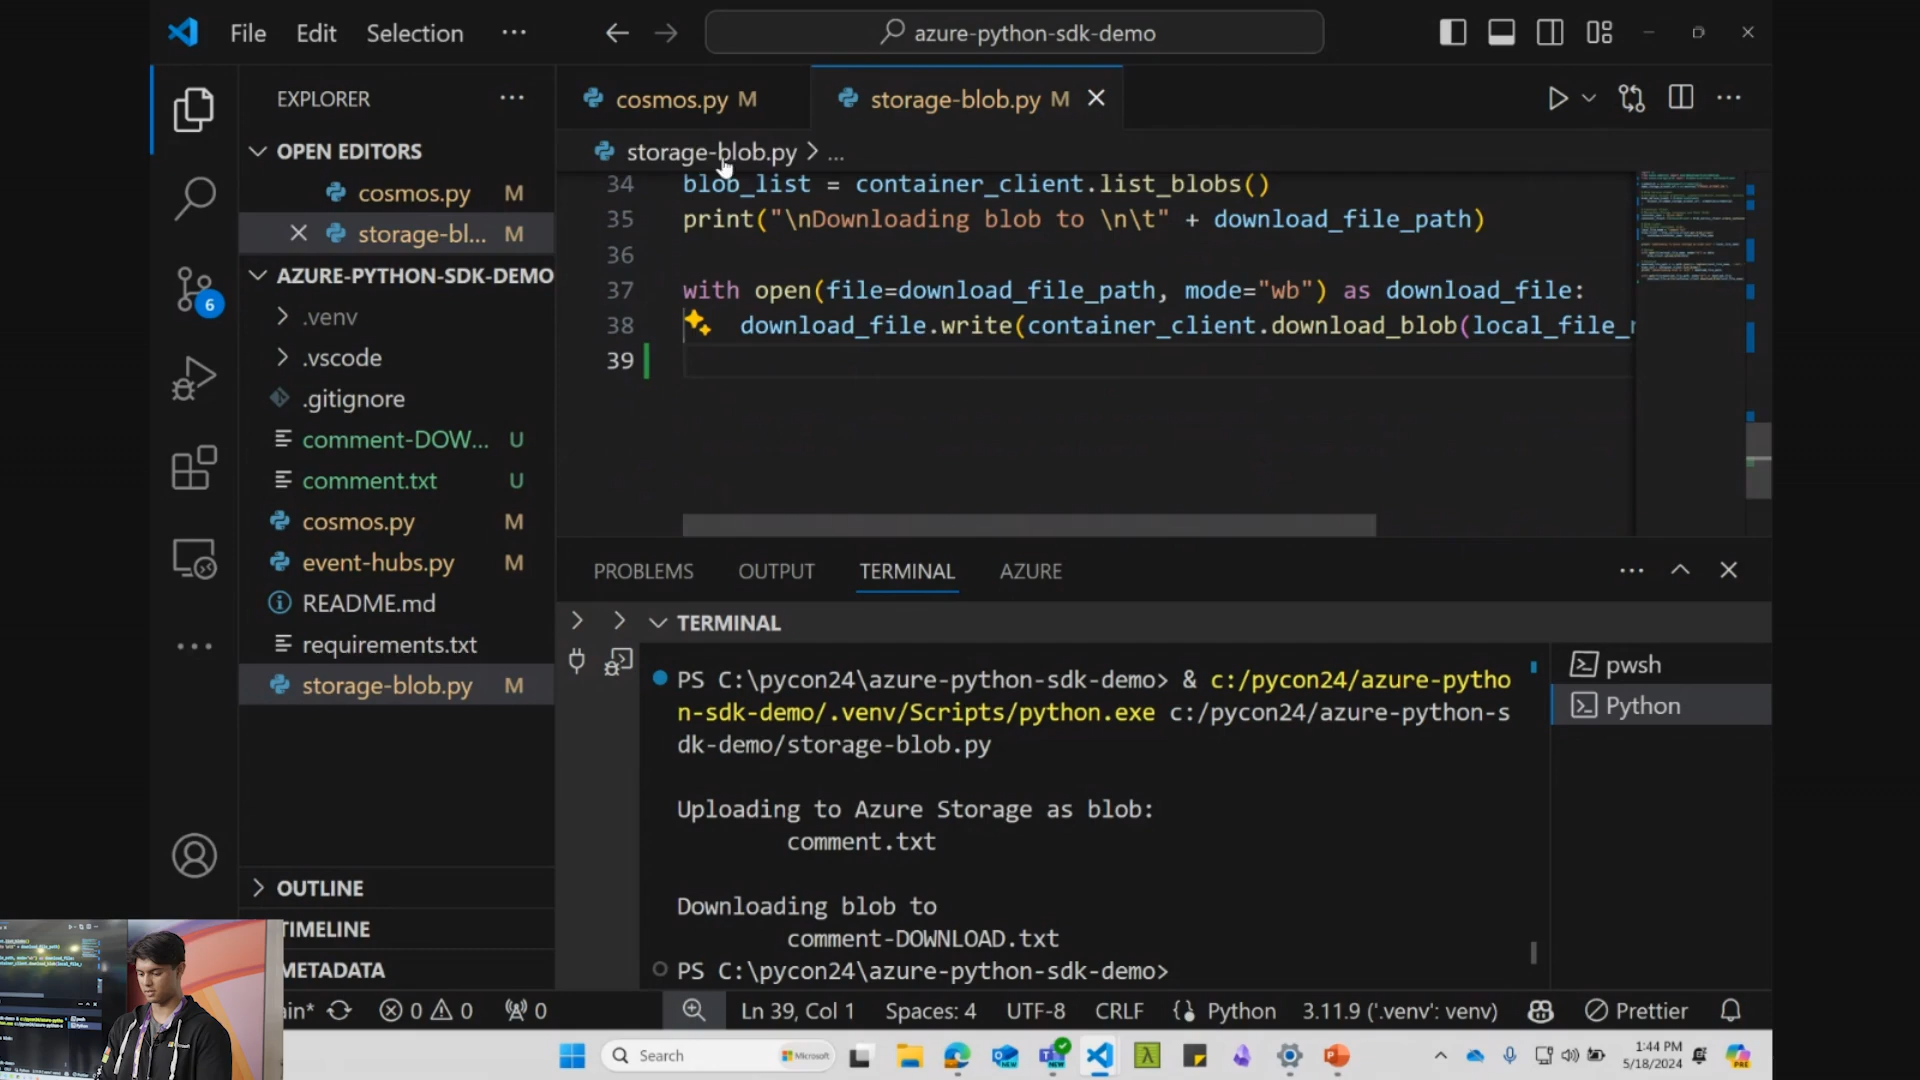 File Edit Selection ···
azure-python-sdk-demo
EXPLORER ···
OPEN EDITORS
cosmos.py M
storage-bl... M
AZURE-PYTHON-SDK-DEMO
.venv
.vscode
.gitignore
comment-DOW... U
comment.txt U
cosmos.py M
event-hubs.py M
README.md
requirements.txt
storage-blob.py M
OUTLINE
TIMELINE
METADATA
6
cosmos.py M
storage-blob.py M
storage-blob.py > ...
34 blob_list = container_client.list_blobs()
35 print("\nDownloading blob to \n\t" + download_file_path)
36
37 with open(file=download_file_path, mode="wb") as download_file:
38 download_file.write(container_client.download_blob(local_file_
39
PROBLEMS OUTPUT TERMINAL AZURE
TERMINAL
PS C:\pycon24\azure-python-sdk-demo> & c:/pycon24/azure-pytho
n-sdk-demo/.venv/Scripts/python.exe c:/pycon24/azure-python-s
dk-demo/storage-blob.py
Uploading to Azure Storage as blob:
comment.txt
Downloading blob to
comment-DOWNLOAD.txt
PS C:\pycon24\azure-python-sdk-demo>
pwsh
Python
ain* 0 0 0 Ln 39, Col 1 Spaces: 4 UTF-8 CRLF Python 3.11.9 ('.venv': venv) Prettier
Search Microsoft
1:44 PM
5/18/2024